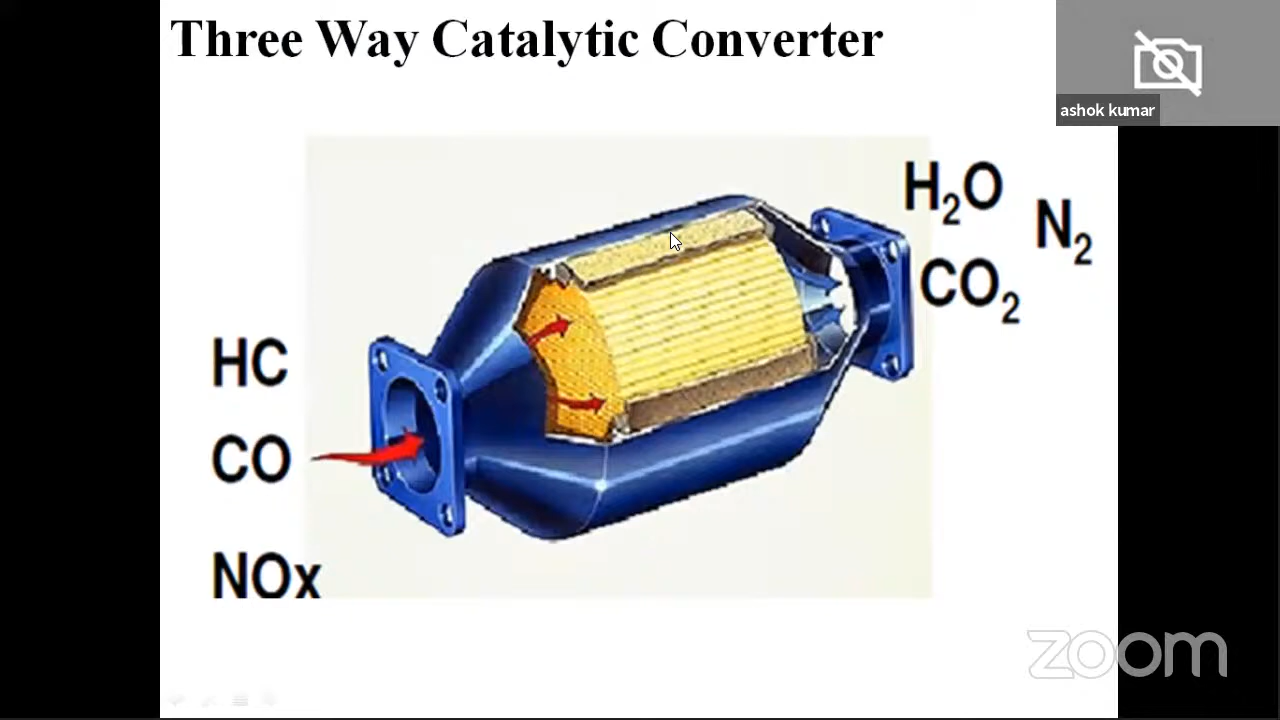 Three Way Catalytic Converter
ashok kumar
H₂O
N₂
CO₂
HC
CO
NOx
zoom